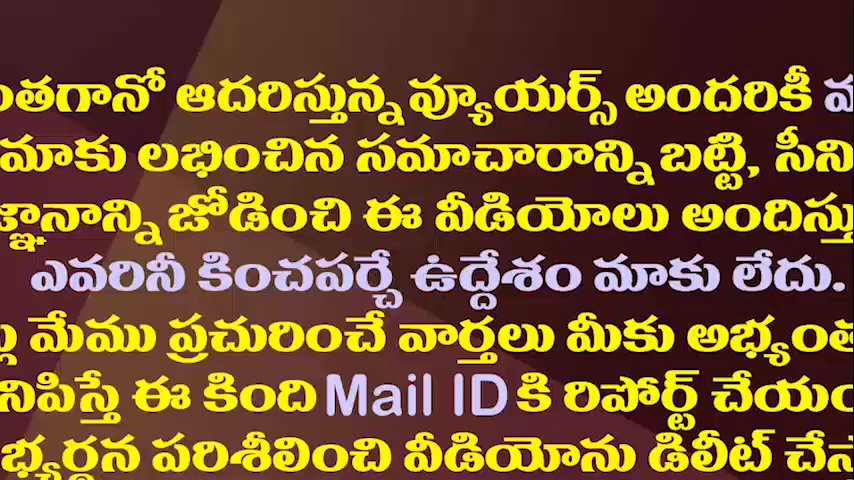 ంతగానో ఆదరిస్తున్న వ్యూయర్స్ అందరికీ
మాకు లభించిన సమాచారాన్ని బట్టి, సీని
జ్ఞానాన్ని జోడించి ఈ వీడియోలు అందిస్తు
ఎవరినీ కించపర్చే ఉద్దేశం మాకు లేదు.
మేము ప్రచురించే వార్తలు మీకు అభ్యంత
నిపిస్తే ఈ కింది Mail ID కి రిపోర్ట్ చేయం
భ్యర్థన పరిశీలించి వీడియోను డిలీట్ చేస